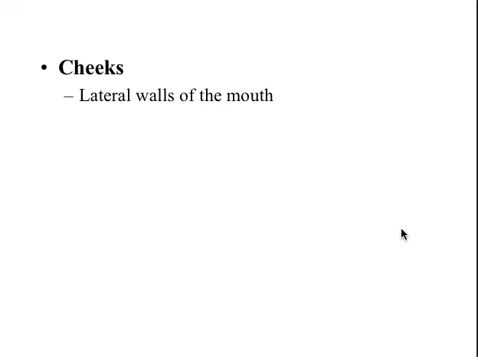 • Cheeks
– Lateral walls of the mouth